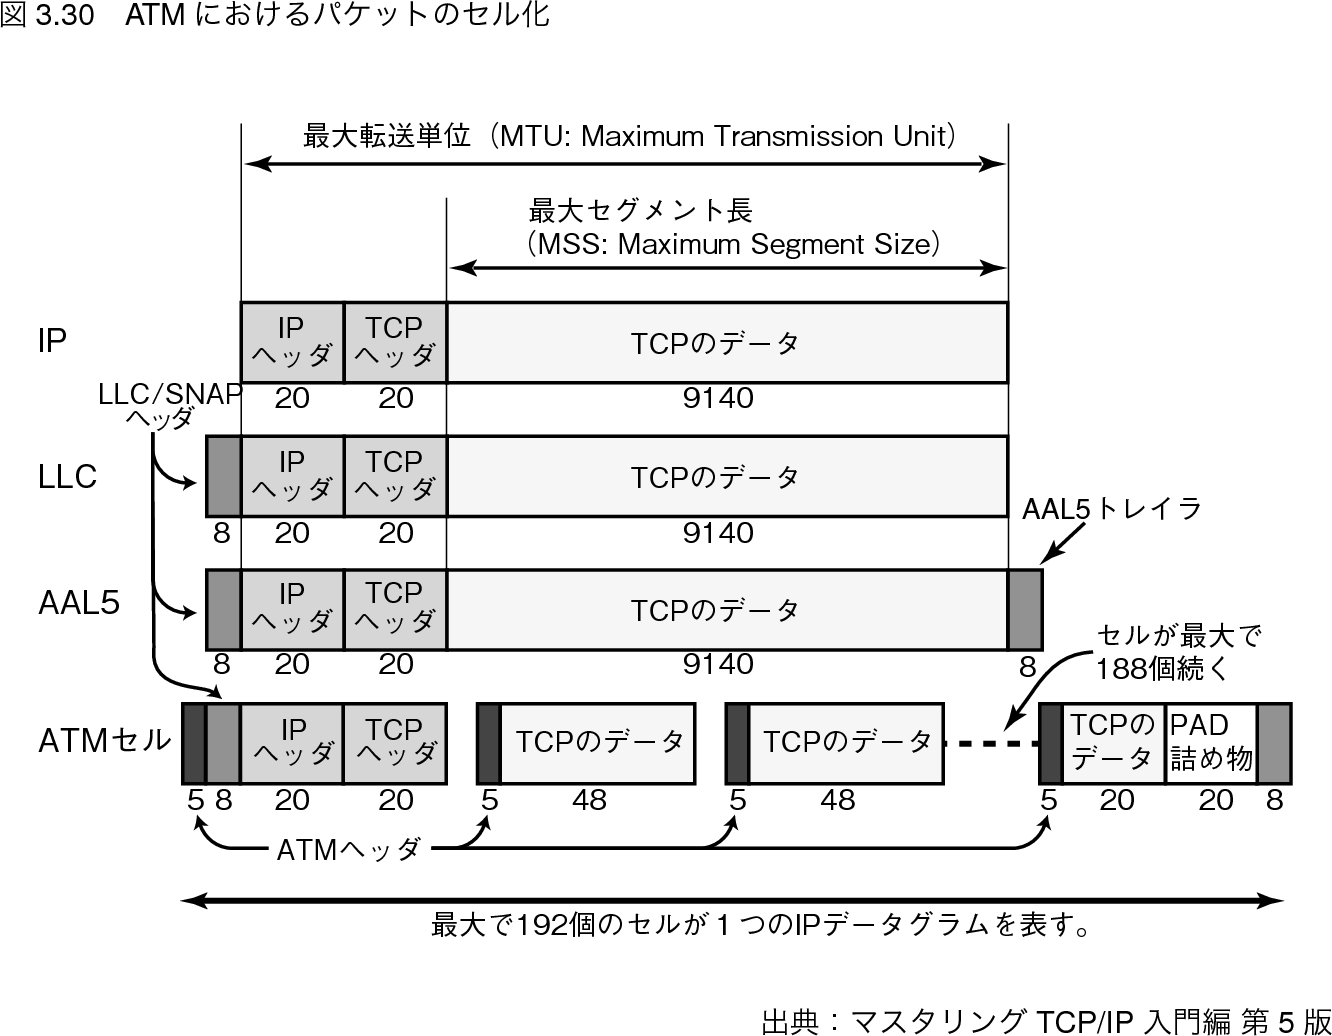 図 3.30　ATM におけるパケットのセル化
最大転送単位（MTU: Maximum Transmission Unit）
最大セグメント長
（MSS: Maximum Segment Size）
IP
IP
ヘッダ
TCP
ヘッダ
TCPのデータ
20
20
9140
LLC/SNAP
ヘッダ
LLC
IP
ヘッダ
TCP
ヘッダ
TCPのデータ
8
20
20
9140
AAL5トレイラ
AAL5
IP
ヘッダ
TCP
ヘッダ
TCPのデータ
8
20
20
9140
8
セルが最大で
188個続く
ATMセル
IP
ヘッダ
TCP
ヘッダ
TCPのデータ
TCPのデータ
TCPの
データ
PAD
詰め物
5
8
20
20
5
48
5
48
5
20
20
8
ATMヘッダ
最大で192個のセルが１つのIPデータグラムを表す。
出典：マスタリング TCP/IP 入門編 第 5 版